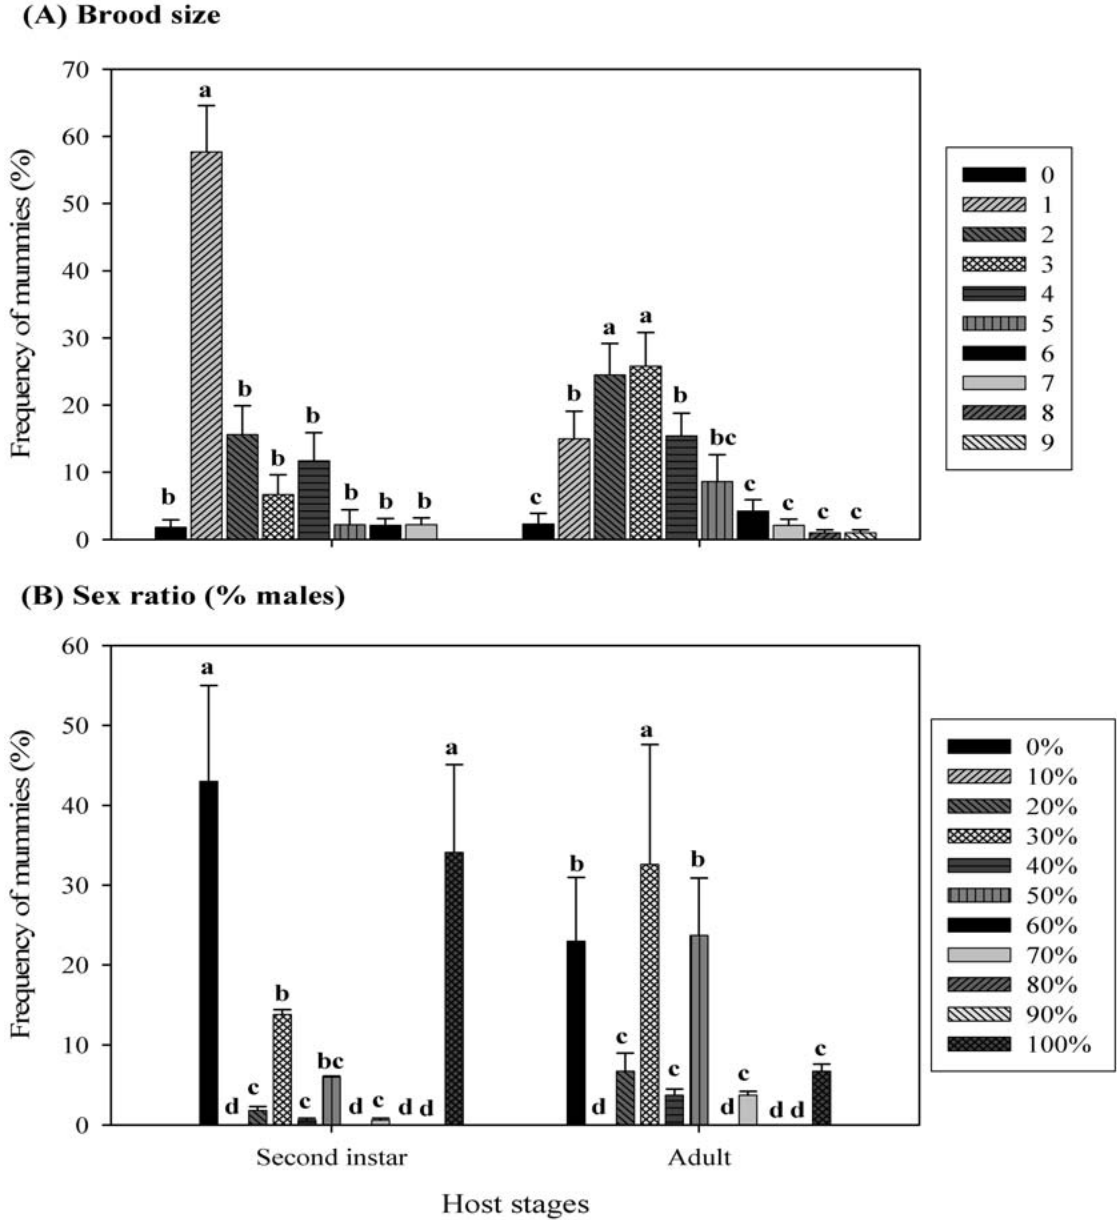 (A) Brood size
70
60
50
40
30
20
10
0
Frequency of mummies (%)
b
a
b
b
b
b
b
b
c
b
a
a
b
bc
c
c
c
c
0
1
2
3
4
5
6
7
8
9
(B) Sex ratio (% males)
60
50
40
30
20
10
0
Frequency of mummies (%)
a
d
c
b
c
bc
d
c
d
d
a
b
d
c
a
c
b
d
c
d
d
c
0%
10%
20%
30%
40%
50%
60%
70%
80%
90%
100%
Second instar
Adult
Host stages